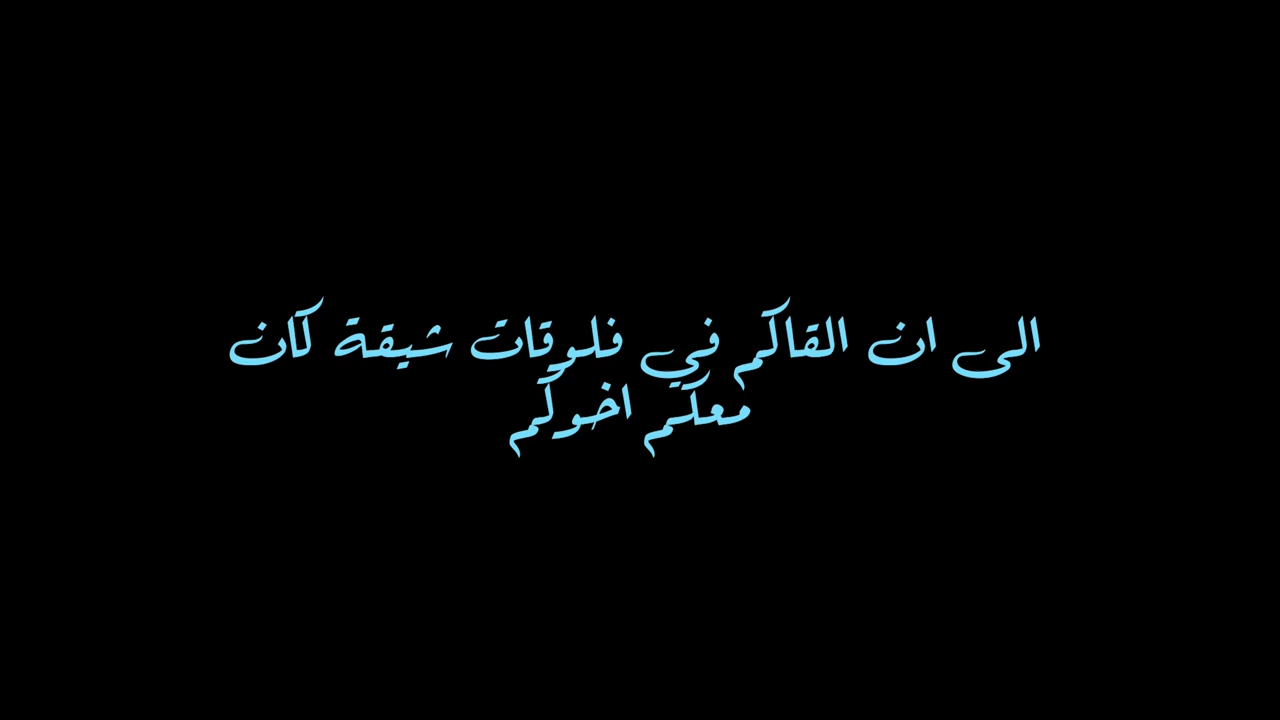 الى ان القاكم في فلوقات شيقة كان
معكم اخوكم